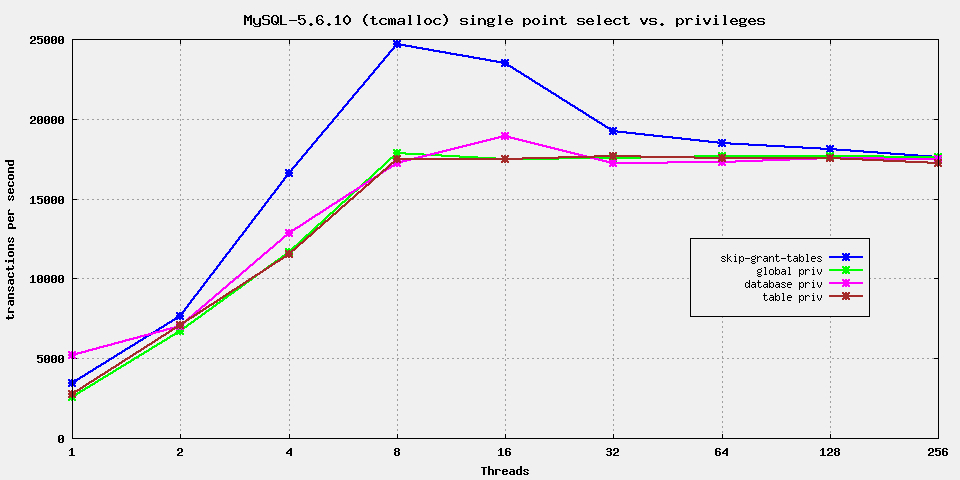 MySQL-5.6.10 (tcmalloc) single point select vs. privileges
25000
20000
15000
10000
5000
0
transactions per second
skip-grant-tables
global priv
database priv
table priv
1 2 4 8 16 32 64 128 256
Threads